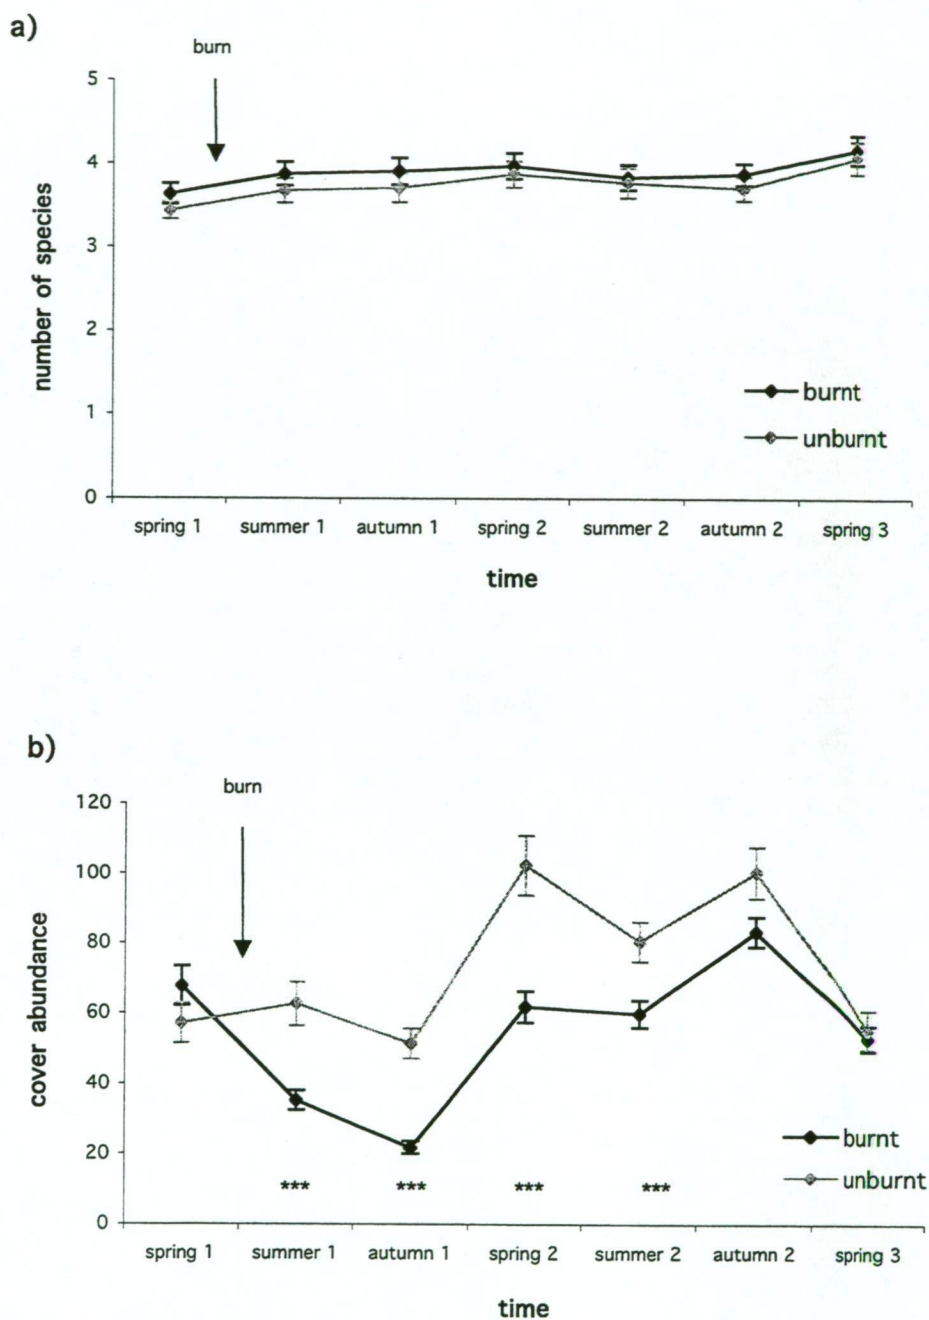 a)
burn
5
4
3
2
1
0
number of species
burnt
unburnt
spring 1 summer 1 autumn 1 spring 2 summer 2 autumn 2 spring 3
time
b)
burn
120
100
80
60
40
20
0
cover abundance
burnt
unburnt
*** *** *** ***
spring 1 summer 1 autumn 1 spring 2 summer 2 autumn 2 spring 3
time